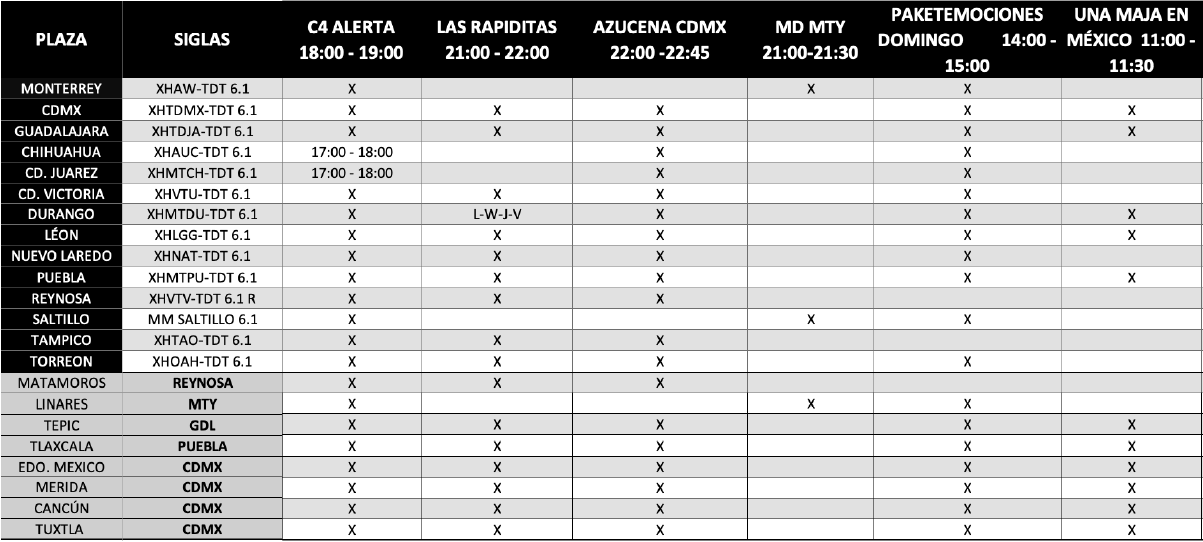 PLAZA SIGLAS C4 ALERTA 18:00 - 19:00 LAS RAPIDITAS 21:00 - 22:00 AZUCENA CDMX 22:00 -22:45 MD MTY 21:00-21:30 PAKETEMOCIONES DOMINGO 14:00 - 15:00 UNA MAJA EN MÉXICO 11:00 - 11:30
MONTERREY XHAW-TDT 6.1 X X X
CDMX XHTDMX-TDT 6.1 X X X X X
GUADALAJARA XHTDJA-TDT 6.1 X X X X X
CHIHUAHUA XHAUC-TDT 6.1 17:00 - 18:00 X X
CD. JUAREZ XHMTCH-TDT 6.1 17:00 - 18:00 X X
CD. VICTORIA XHVTU-TDT 6.1 X X X X
DURANGO XHMTDU-TDT 6.1 X L-W-J-V X X X
LÉON XHLGG-TDT 6.1 X X X X X
NUEVO LAREDO XHNAT-TDT 6.1 X X X X
PUEBLA XHMTPU-TDT 6.1 X X X X X
REYNOSA XHVTV-TDT 6.1 R X X X
SALTILLO MM SALTILLO 6.1 X X X
TAMPICO XHTAO-TDT 6.1 X X X
TORREON XHOAH-TDT 6.1 X X X X
MATAMOROS REYNOSA X X X
LINARES MTY X X X
TEPIC GDL X X X X X
TLAXCALA PUEBLA X X X X X
EDO. MEXICO CDMX X X X X X
MERIDA CDMX X X X X X
CANCÚN CDMX X X X X X
TUXTLA CDMX X X X X X